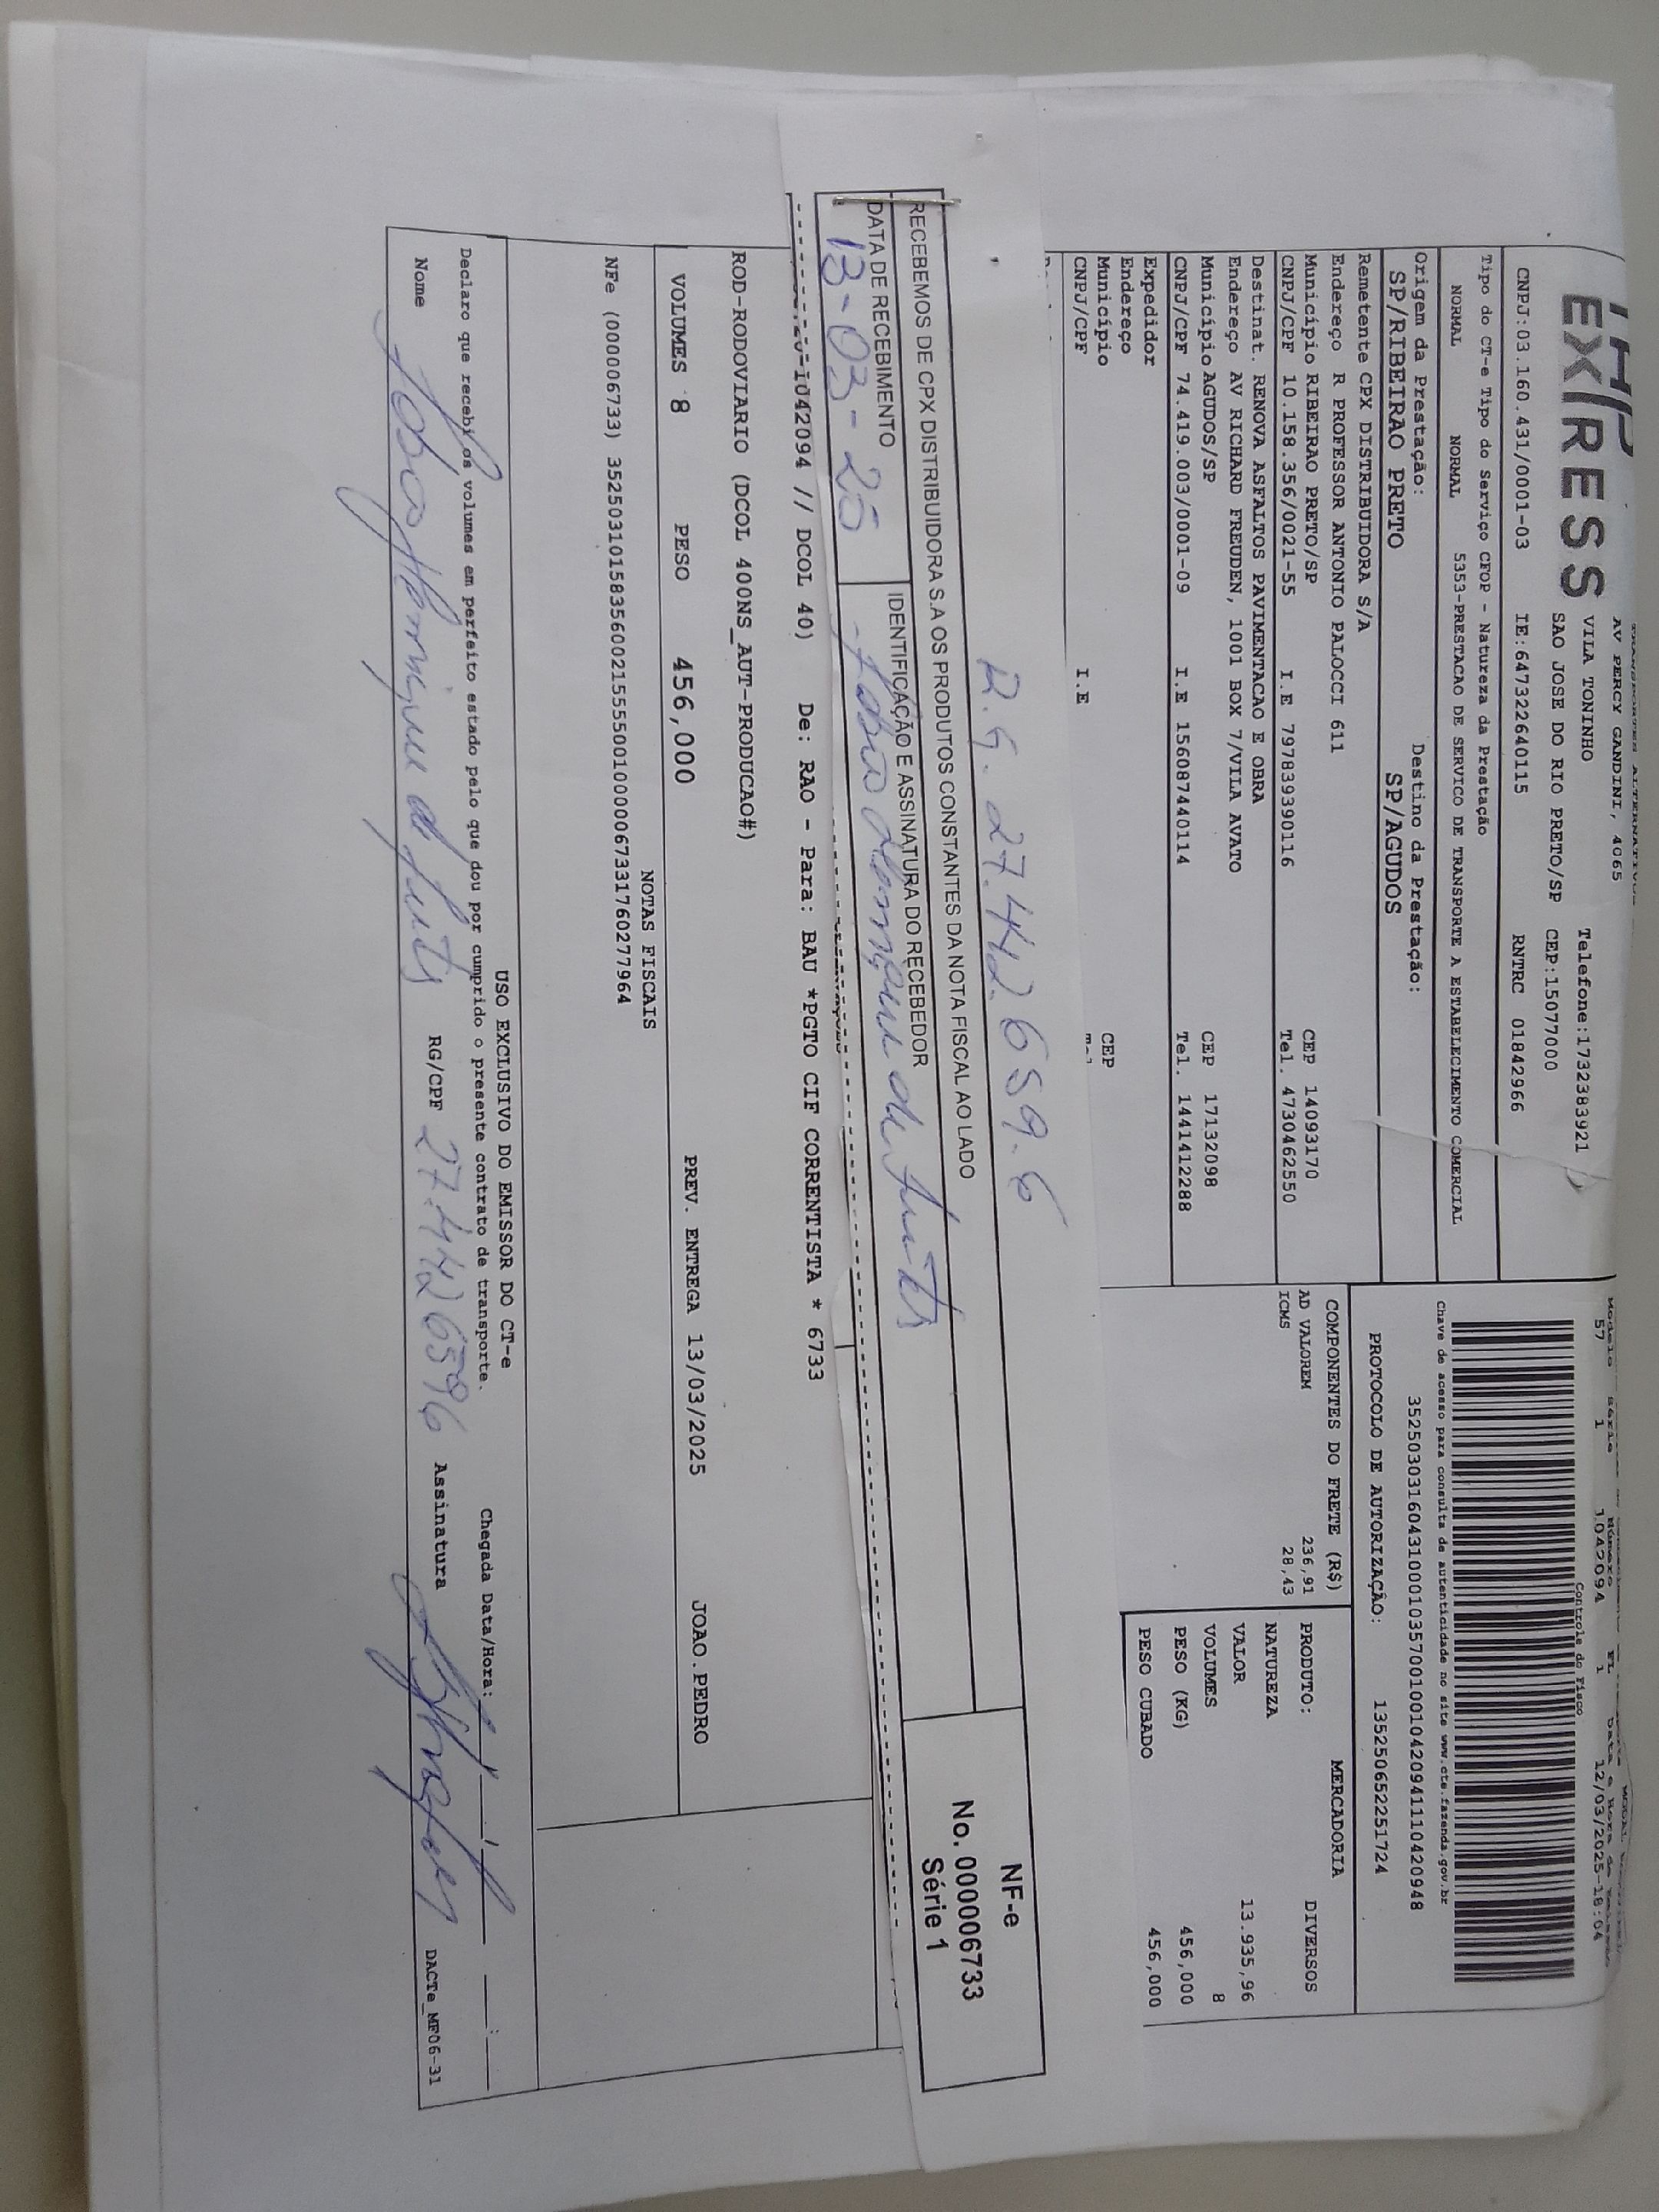 EXPRESS
AV PERCY GANDINI, 4065
VILA TONINHO Telefone:1732383921
SAO JOSE DO RIO PRETO/SP CEP:15077000
CNPJ:03.160.431/0001-03 IE:647322640115 RNTRC 01842966
57 1 1042094 1 12/03/2025-18:04
Controle do Fisco
Chave de acesso para consulta de autenticidade no site www.cte.fazenda.gov.br
35250303160431000103570010010420941110420948
PROTOCOLO DE AUTORIZAÇÃO: 135250652251724
Tipo do CT-e Tipo do Serviço CFOP - Natureza da Prestação
NORMAL NORMAL 5353-PRESTACAO DE SERVICO DE TRANSPORTE A ESTABELECIMENTO COMERCIAL
Origem da Prestação: Destino da Prestação:
SP/RIBEIRAO PRETO SP/AGUDOS
Remetente CPX DISTRIBUIDORA S/A
Endereço R PROFESSOR ANTONIO PALOCCI 611
Município RIBEIRAO PRETO/SP CEP 14093170
CNPJ/CPF 10.158.356/0021-55 I.E 797839390116 Tel. 4730462550
Destinat. RENOVA ASFALTOS PAVIMENTACAO E OBRA
Endereço AV RICHARD FREUDEN, 1001 BOX 7/VILA AVATO
Município AGUDOS/SP CEP 17132098
CNPJ/CPF 74.419.003/0001-09 I.E 156087440114 Tel. 1441412288
Expedidor
Endereço
Município CEP
CNPJ/CPF I.E
COMPONENTES DO FRETE (R$)
AD VALOREM 236,91
ICMS 28,43
MERCADORIA
PRODUTO: DIVERSOS
NATUREZA
VALOR 13.935,96
VOLUMES 8
PESO (KG) 456,000
PESO CUBADO 456,000
R.G. 27.442.659.6
RECEBEMOS DE CPX DISTRIBUIDORA S.A OS PRODUTOS CONSTANTES DA NOTA FISCAL AO LADO
DATA DE RECEBIMENTO IDENTIFICAÇÃO E ASSINATURA DO RECEBEDOR
13-03-25
NF-e
No. 000006733
Série 1
1042094 // DCOL 40) De: RAO - Para: BAU *PGTO CIF CORRENTISTA * 6733
ROD-RODOVIARIO (DCOL 400NS_AUT-PRODUCAO#)
VOLUMES 8 PESO 456,000 PREV. ENTREGA 13/03/2025 JOAO.PEDRO
NOTAS FISCAIS
NFe (000006733) 35250310158356002155550010000067331760277964
USO EXCLUSIVO DO EMISSOR DO CT-e
Declaro que recebi os volumes em perfeito estado pelo que dou por cumprido o presente contrato de transporte. Chegada Data/Hora:
Nome RG/CPF 274426596 Assinatura DACTe_MF06-31